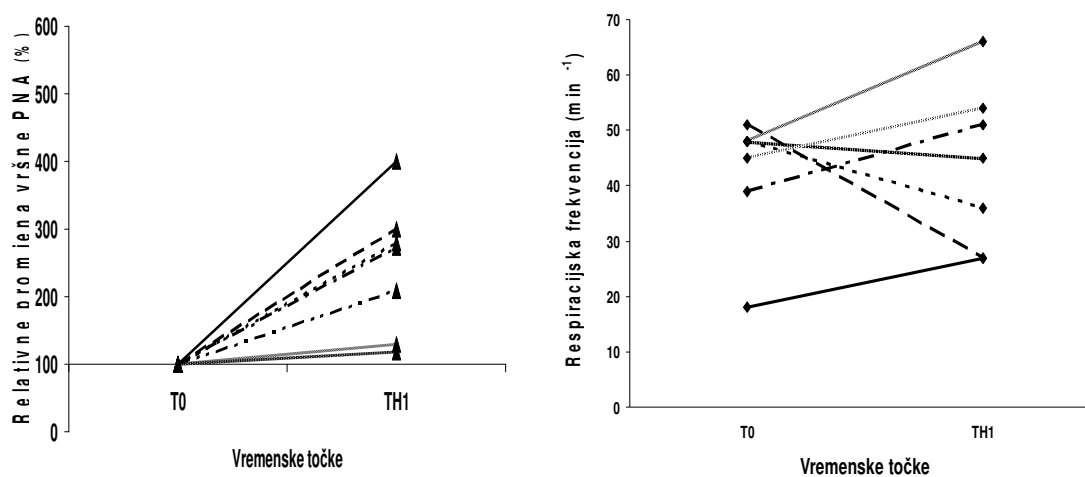 Relativne promjena vršne PNA (%)
600
500
400
300
200
100
0
T0
TH1
Vremenske točke
Respiracijska frekvencija (min -1)
70
60
50
40
30
20
10
0
T0
TH1
Vremenske točke